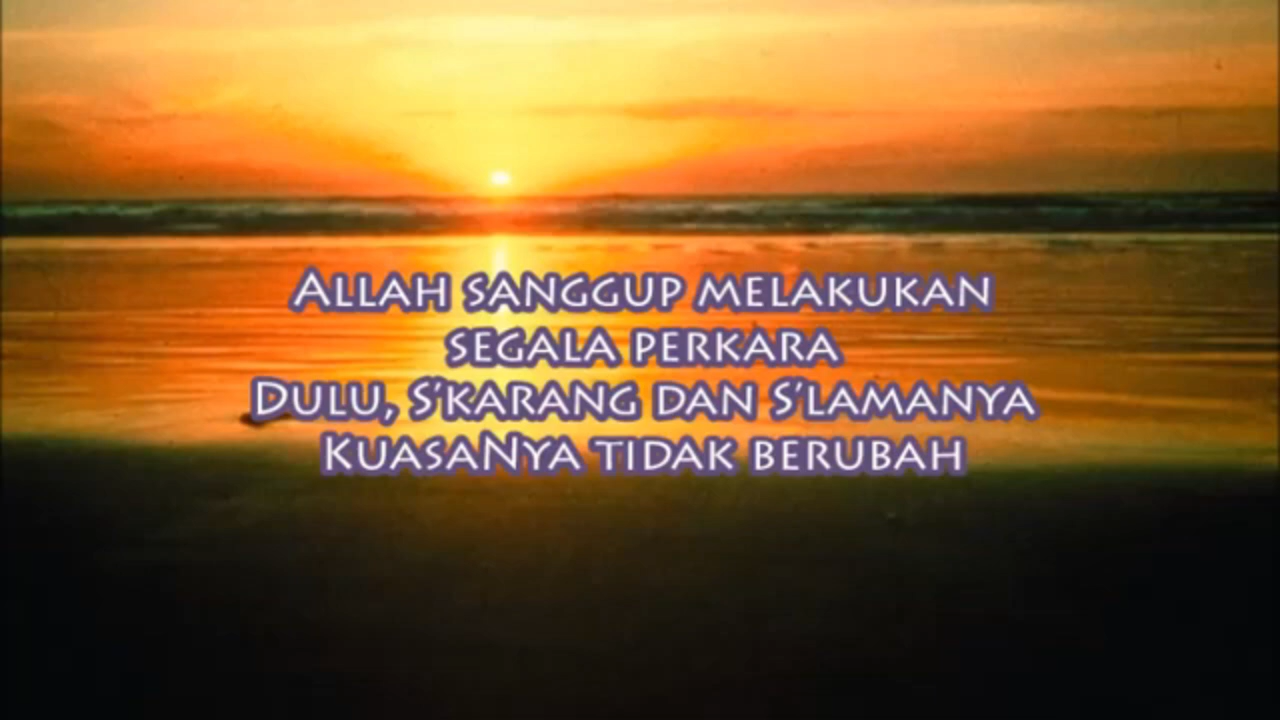 Allah sanggup melakukan
segala perkara
Dulu, S'karang dan S'lamanya
KuasaNya tidak berubah